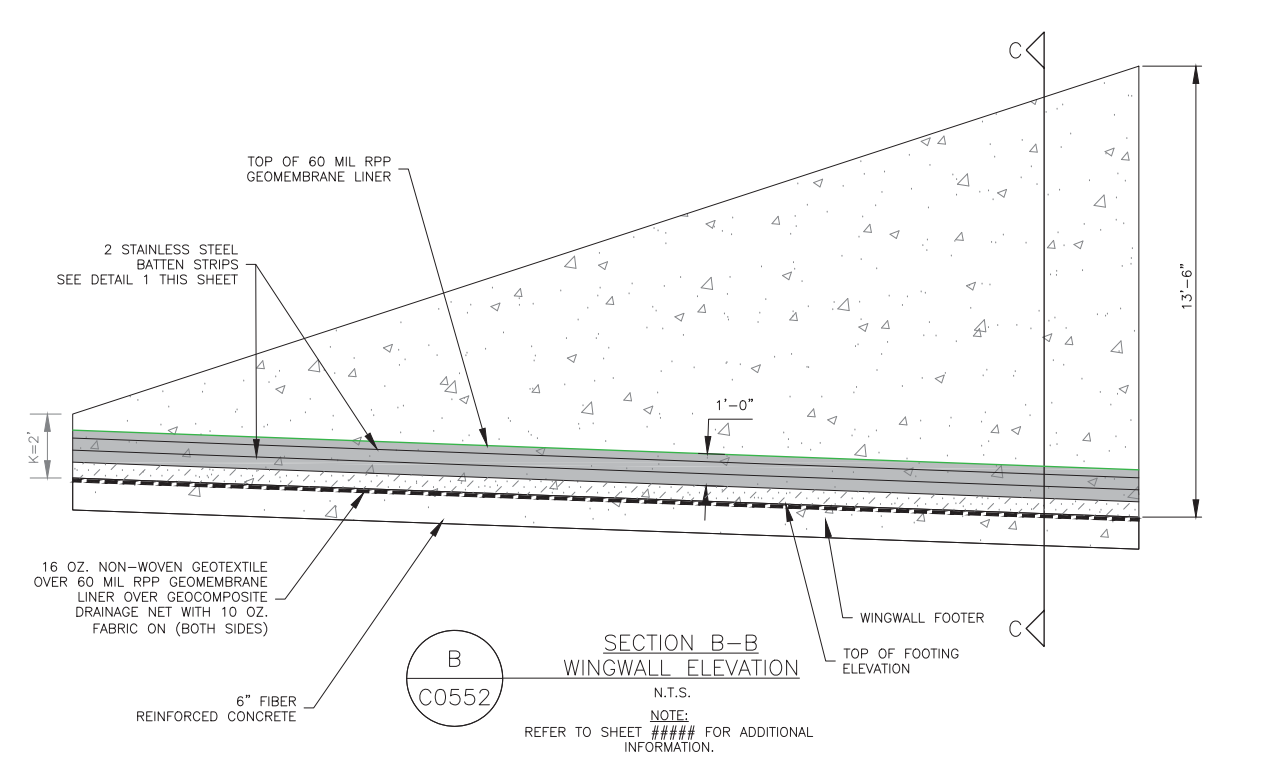 C
TOP OF 60 MIL RPP
GEOMEMBRANE LINER
2 STAINLESS STEEL
BATTEN STRIPS
SEE DETAIL 1 THIS SHEET
13'-6"
1'-0"
K=2'
16 OZ. NON-WOVEN GEOTEXTILE
OVER 60 MIL RPP GEOMEMBRANE
LINER OVER GEOCOMPOSITE
DRAINAGE NET WITH 10 OZ.
FABRIC ON (BOTH SIDES)
WINGWALL FOOTER
C
TOP OF FOOTING
ELEVATION
6" FIBER
REINFORCED CONCRETE
B
C0552
SECTION B-B
WINGWALL ELEVATION
N.T.S.
NOTE:
REFER TO SHEET ##### FOR ADDITIONAL
INFORMATION.